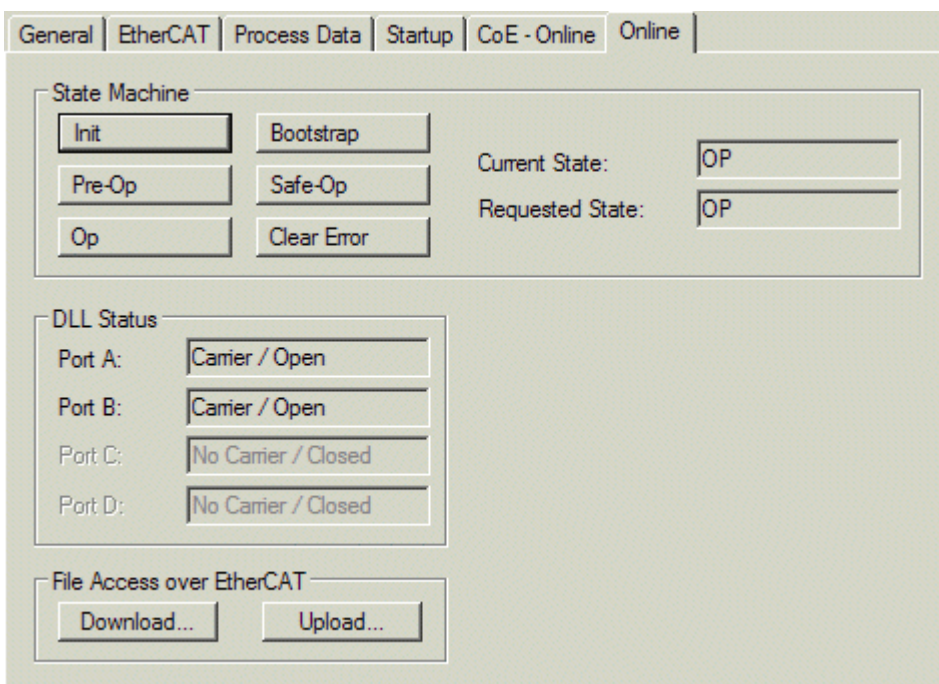 General EtherCAT Process Data Startup CoE - Online Online
State Machine
Init Bootstrap
Pre-Op Safe-Op
Op Clear Error
Current State: OP
Requested State: OP
DLL Status
Port A: Carrier / Open
Port B: Carrier / Open
Port C: No Carrier / Closed
Port D: No Carrier / Closed
File Access over EtherCAT
Download... Upload...